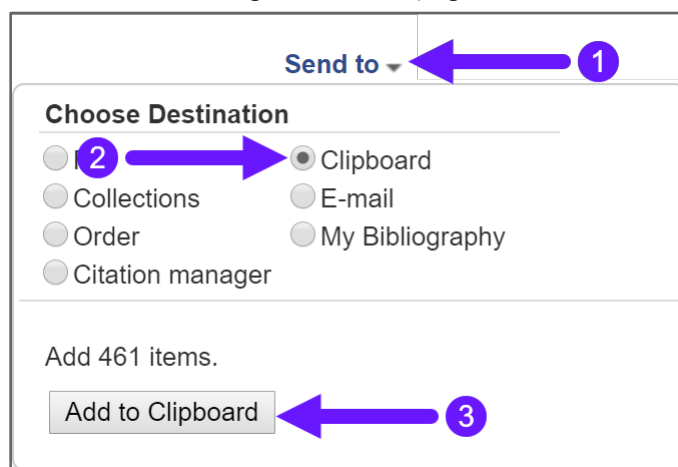 Send to
1
Choose Destination
2 Clipboard
Collections E-mail
Order My Bibliography
Citation manager
Add 461 items.
Add to Clipboard 3